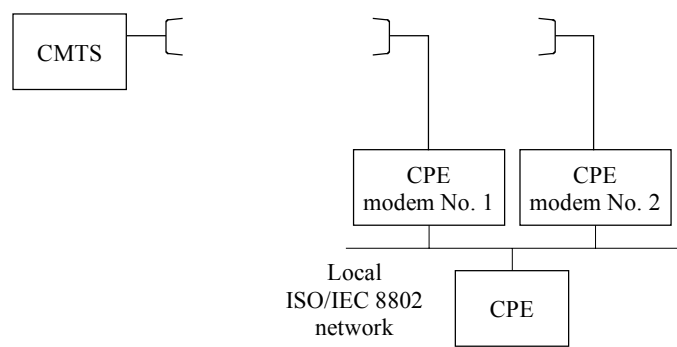 CMTS
CPE
modem No. 1
CPE
modem No. 2
Local
ISO/IEC 8802
network
CPE